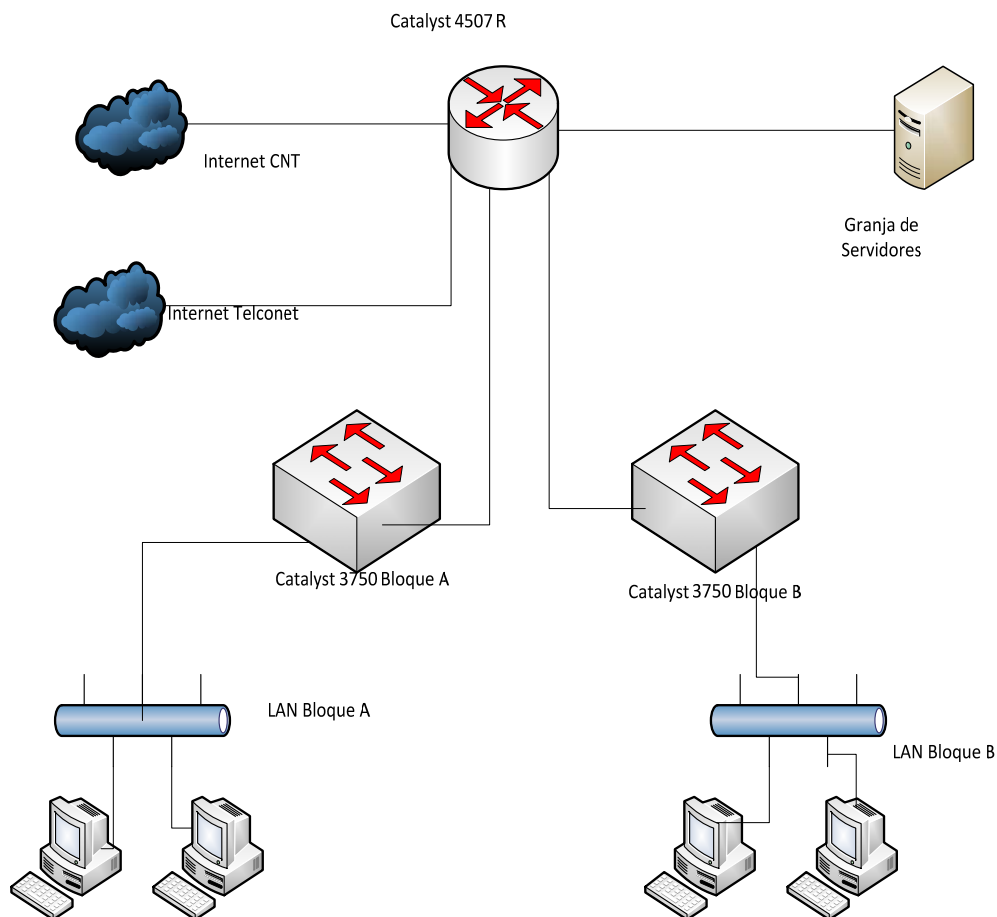 Catalyst 4507 R
Internet CNT
Granja de
Servidores
Internet Telconet
Catalyst 3750 Bloque A
Catalyst 3750 Bloque B
LAN Bloque A
LAN Bloque B